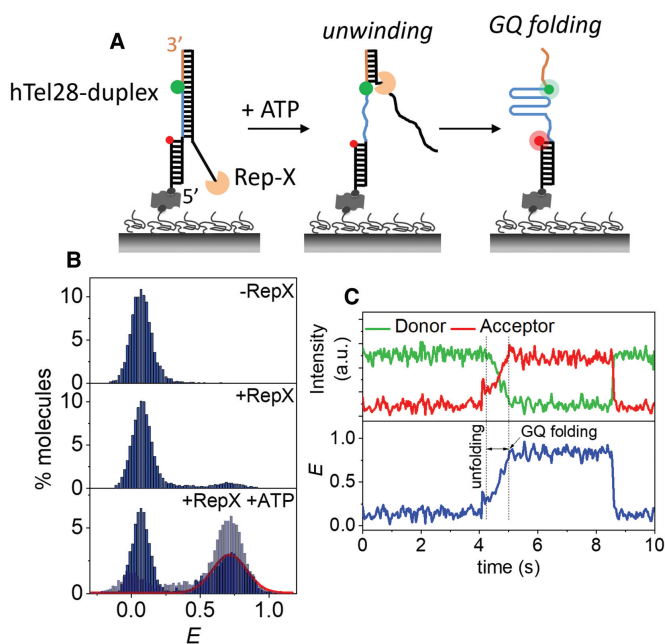 A
3'
unwinding
GQ folding
hTel28-duplex
+ ATP
Rep-X
5'
B
-RepX
10
5
0
+RepX
10
5
0
+RepX +ATP
5
0
% molecules
0.0 0.5 1.0
E
C
Donor Acceptor
Intensity
(a.u.)
1.0
0.5
0.0
E
unfolding
GQ folding
0 2 4 6 8 10
time (s)